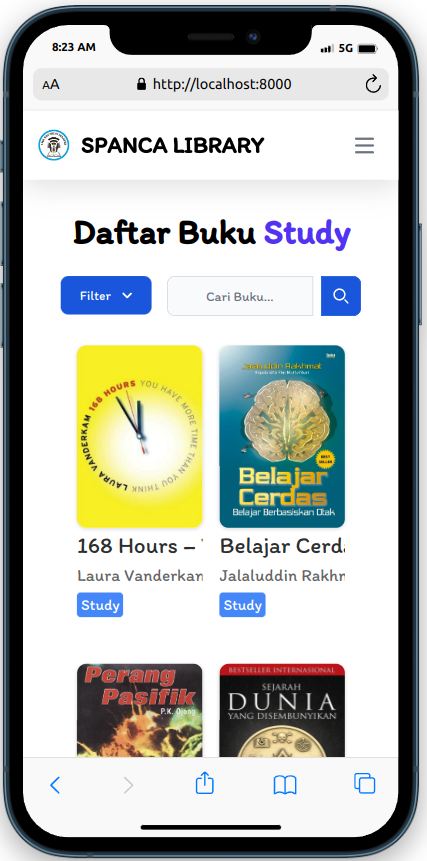 8:23 AM
5G
AA
http://localhost:8000
SPANCA LIBRARY
Daftar Buku Study
Filter
Cari Buku...
168 HOURS YOU HAVE MORE TIME THAN YOU THINK LAURA VANDERKAM
Jalaluddin Rakhmat
BEST SELLER
Belajar
Cerdas
Belajar Berbasiskan Otak
168 Hours –
Belajar Cerda
Laura Vanderkam
Jalaluddin Rakhm
Study
Study
Perang
Pasifik
P.K. Ojong
BESTSELLER INTERNASIONAL
SEJARAH
DUNIA
YANG DISEMBUNYIKAN